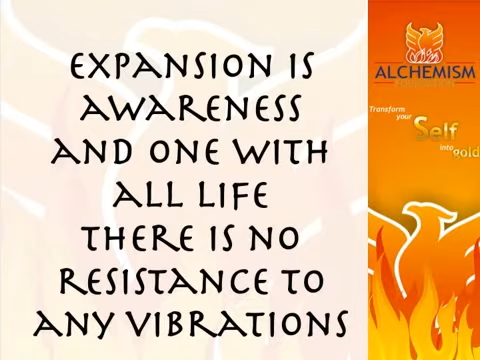 EXPANSION IS
AWARENESS
AND ONE WITH
ALL LIFE
THERE IS NO
RESISTANCE TO
ANY VIBRATIONS
ALCHEMISM
Transform
your
Self
into
gold